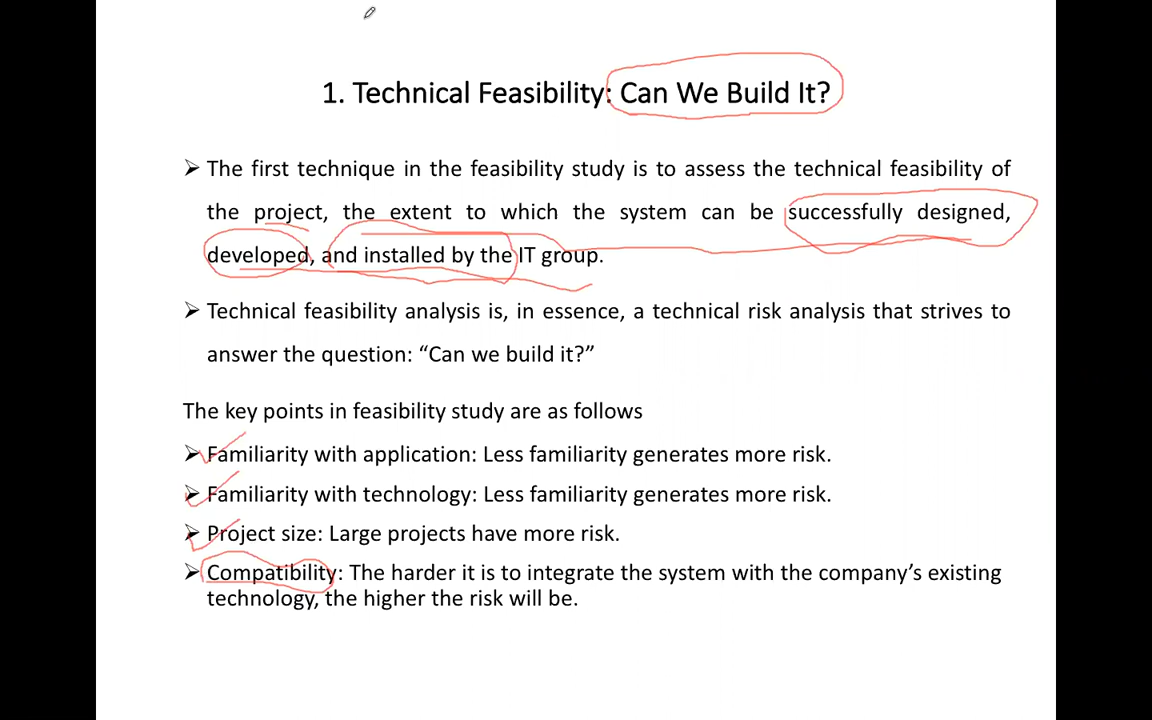 1. Technical Feasibility: Can We Build It?
➢ The first technique in the feasibility study is to assess the technical feasibility of
the project, the extent to which the system can be successfully designed,
developed, and installed by the IT group.
➢ Technical feasibility analysis is, in essence, a technical risk analysis that strives to
answer the question: “Can we build it?”
The key points in feasibility study are as follows
➢ Familiarity with application: Less familiarity generates more risk.
➢ Familiarity with technology: Less familiarity generates more risk.
➢ Project size: Large projects have more risk.
➢ Compatibility: The harder it is to integrate the system with the company’s existing
technology, the higher the risk will be.